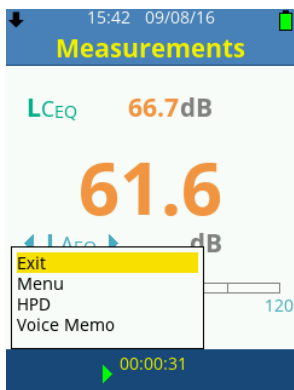 15:42 09/08/16
Measurements
LCEQ 66.7dB
61.6
LAEQ dB
Exit
Menu
HPD
Voice Memo
120
00:00:31